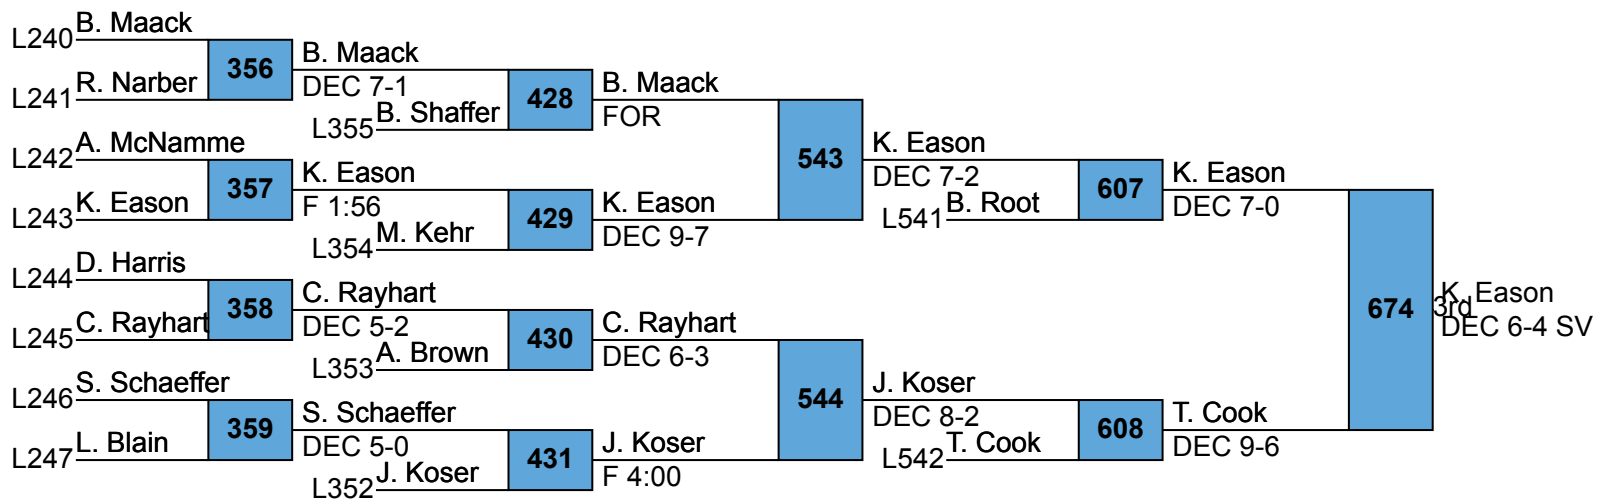 B. Maack
L240
356
B. Maack
R. Narber
L241
DEC 7-1
428
B. Maack
B. Shaffer
L355
FOR
A. McNamme
L242
543
K. Eason
357
K. Eason
DEC 7-2
607
K. Eason
K. Eason
L243
F 1:56
429
K. Eason
B. Root
L541
DEC 7-0
M. Kehr
L354
DEC 9-7
D. Harris
L244
358
C. Rayhart
674
K. Eason
3rd
C. Rayhart
L245
DEC 5-2
430
C. Rayhart
DEC 6-4 SV
A. Brown
L353
DEC 6-3
S. Schaeffer
L246
544
J. Koser
359
S. Schaeffer
DEC 8-2
608
T. Cook
L. Blain
L247
DEC 5-0
431
J. Koser
T. Cook
L542
DEC 9-6
J. Koser
L352
F 4:00